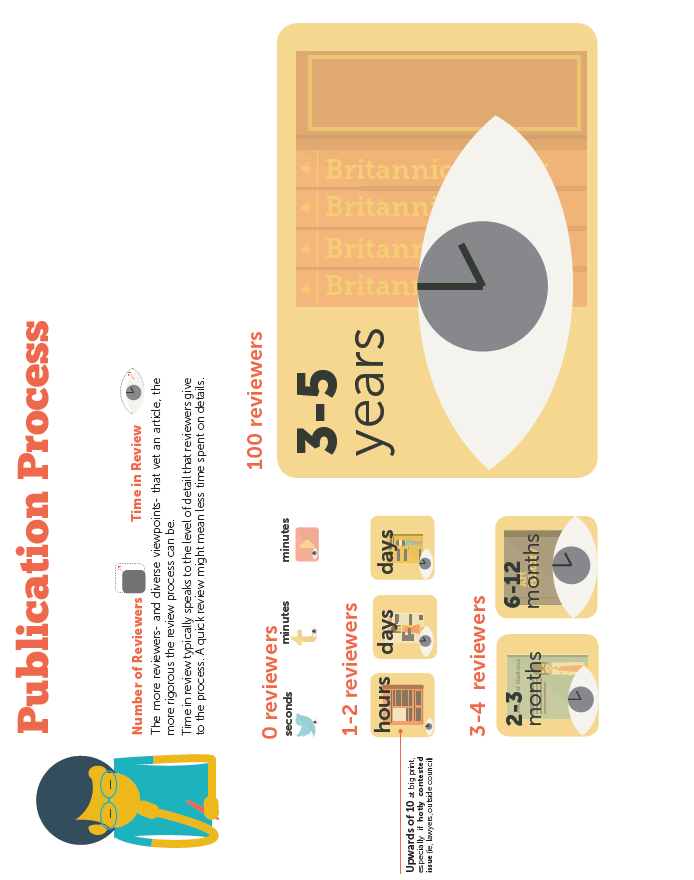 Publication Process
Number of Reviewers
Time in Review
The more reviewers- and diverse viewpoints- that vet an article, the
more rigorous the review process can be.
Time in review typically speaks to the level of detail that reviewers give
to the process. A quick review might mean less time spent on details.
0 reviewers
seconds
minutes
minutes
1-2 reviewers
hours
days
days
Upwards of 10 at big print,
especially if hotly contested
issue (ie, lawyers, outside council)
3-4 reviewers
2-3
months
6-12
months
100 reviewers
3-5
years
Britannic
Britanni
Britann
Britan